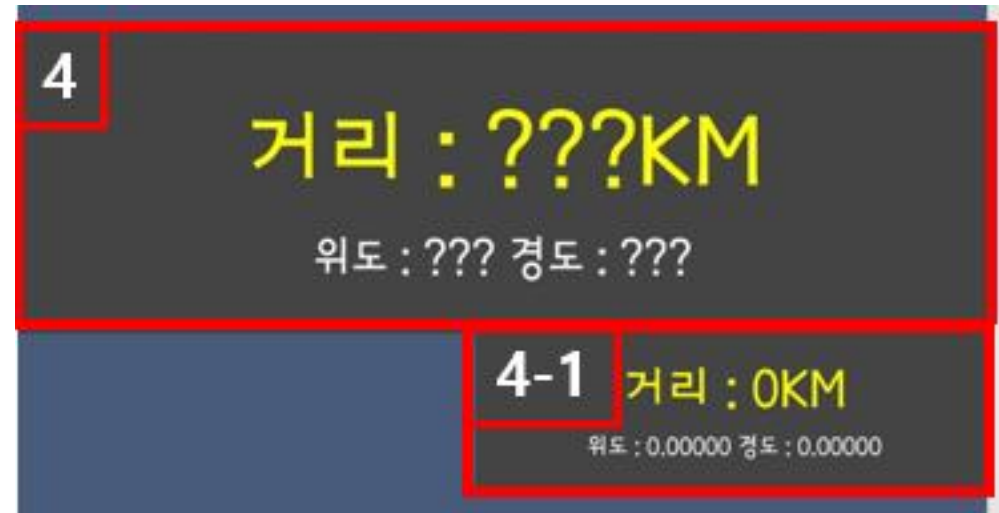 4
거리 : ???KM
위도 : ??? 경도 : ???
4-1
거리 : 0KM
위도 : 0.00000 경도 : 0.00000